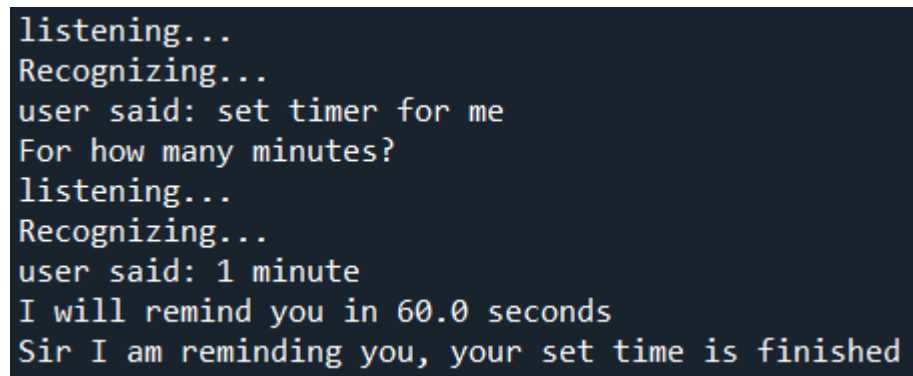 listening...
Recognizing...
user said: set timer for me
For how many minutes?
listening...
Recognizing...
user said: 1 minute
I will remind you in 60.0 seconds
Sir I am reminding you, your set time is finished